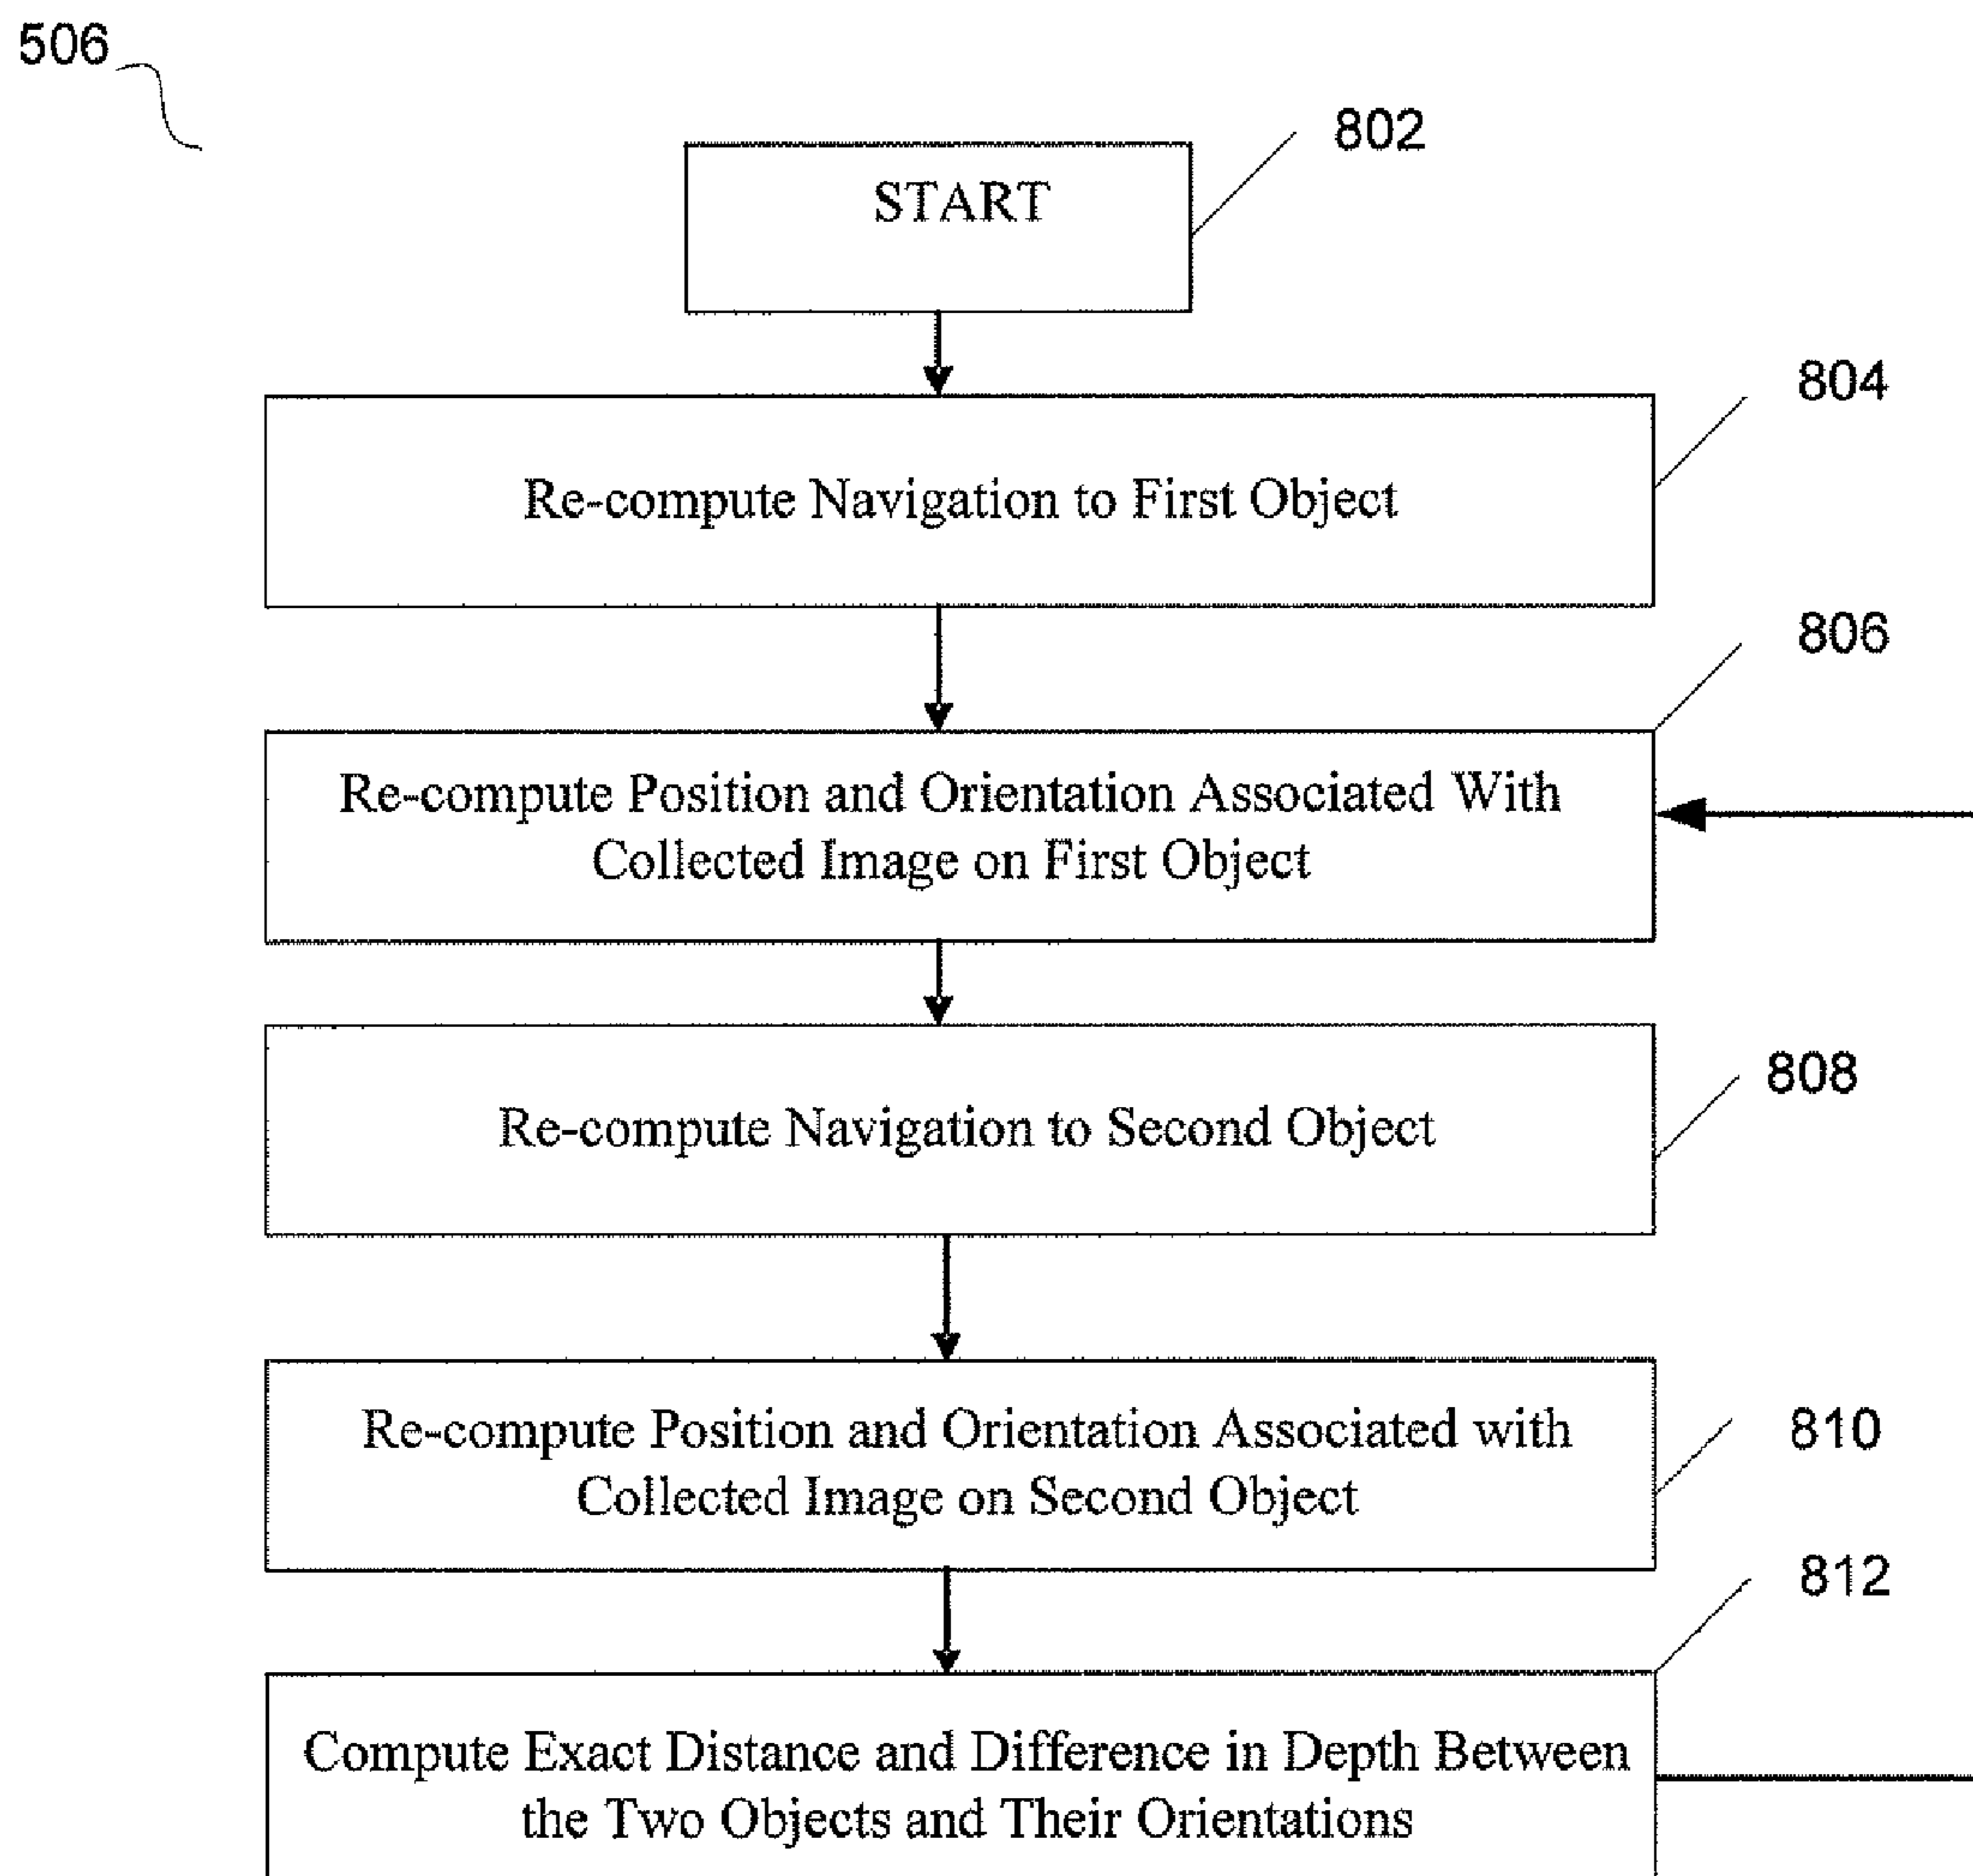 506
802
START
804
Re-compute Navigation to First Object
806
Re-compute Position and Orientation Associated With
Collected Image on First Object
808
Re-compute Navigation to Second Object
810
Re-compute Position and Orientation Associated with
Collected Image on Second Object
812
Compute Exact Distance and Difference in Depth Between
the Two Objects and Their Orientations